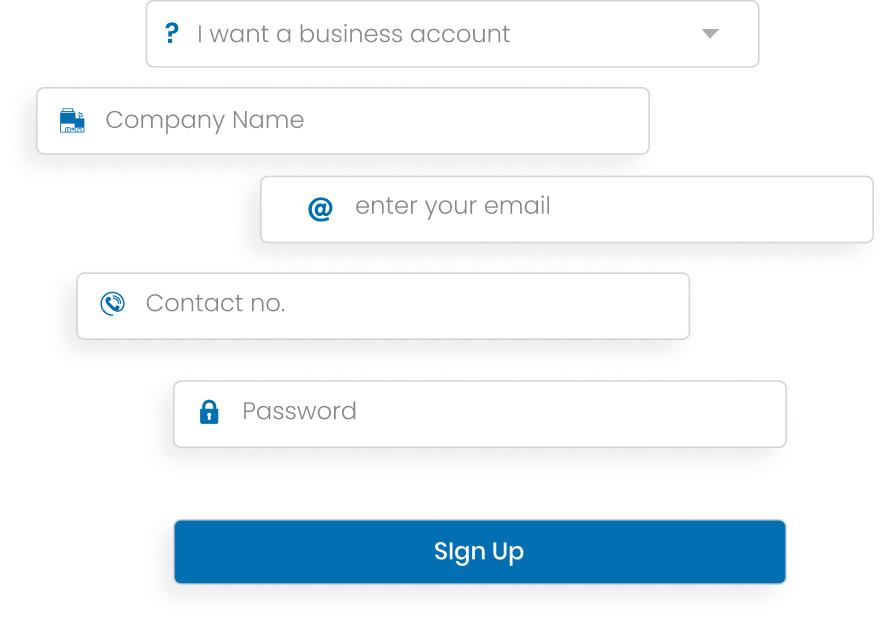 ? I want a business account
Company Name
@ enter your email
Contact no.
Password
SIgn Up